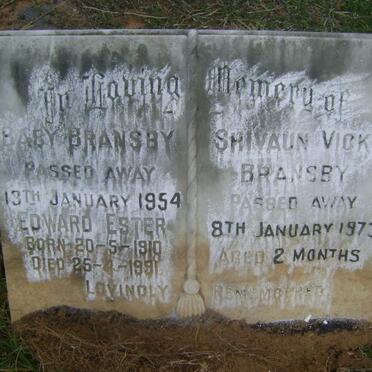 In Loving Memory of
BABY BRANSBY
PASSED AWAY
13TH JANUARY 1954
EDWARD ESTER
BORN 20-5-1910
DIED 25-4-1991
LOVINGLY
SHIVAUN VICK
BRANSBY
PASSED AWAY
8TH JANUARY 1973
AGED 2 MONTHS
REMEMBERED